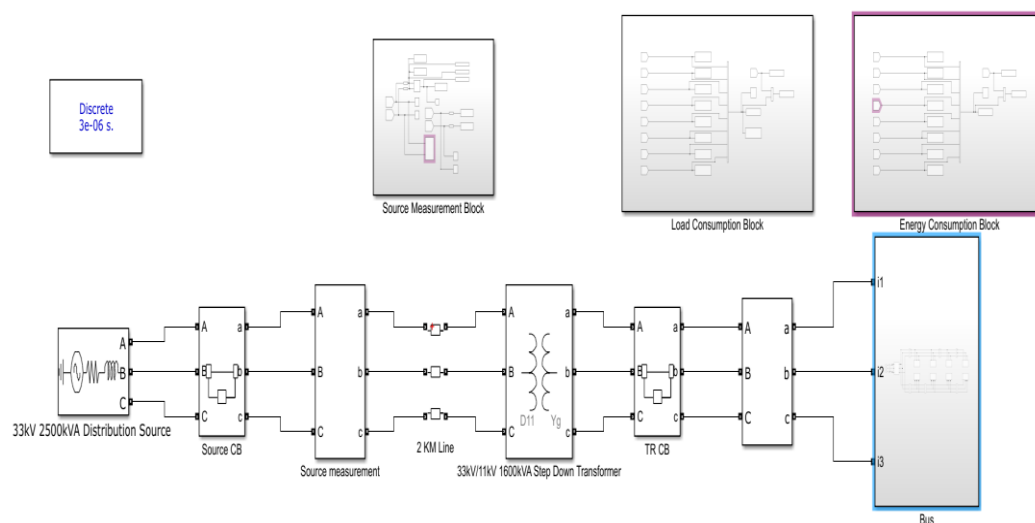 Discrete
3e-06 s.
Source Measurement Block
Load Consumption Block
Energy Consumption Block
A
B
C
33kV 2500kVA Distribution Source
A
a
B
b
C
c
Source CB
A
a
B
b
C
c
Source measurement
2 KM Line
A
a
B
b
C
c
D11
Yg
33kV/11kV 1600kVA Step Down Transformer
A
a
B
b
C
c
TR CB
A
a
B
b
C
c
i1
i2
i3
Bus